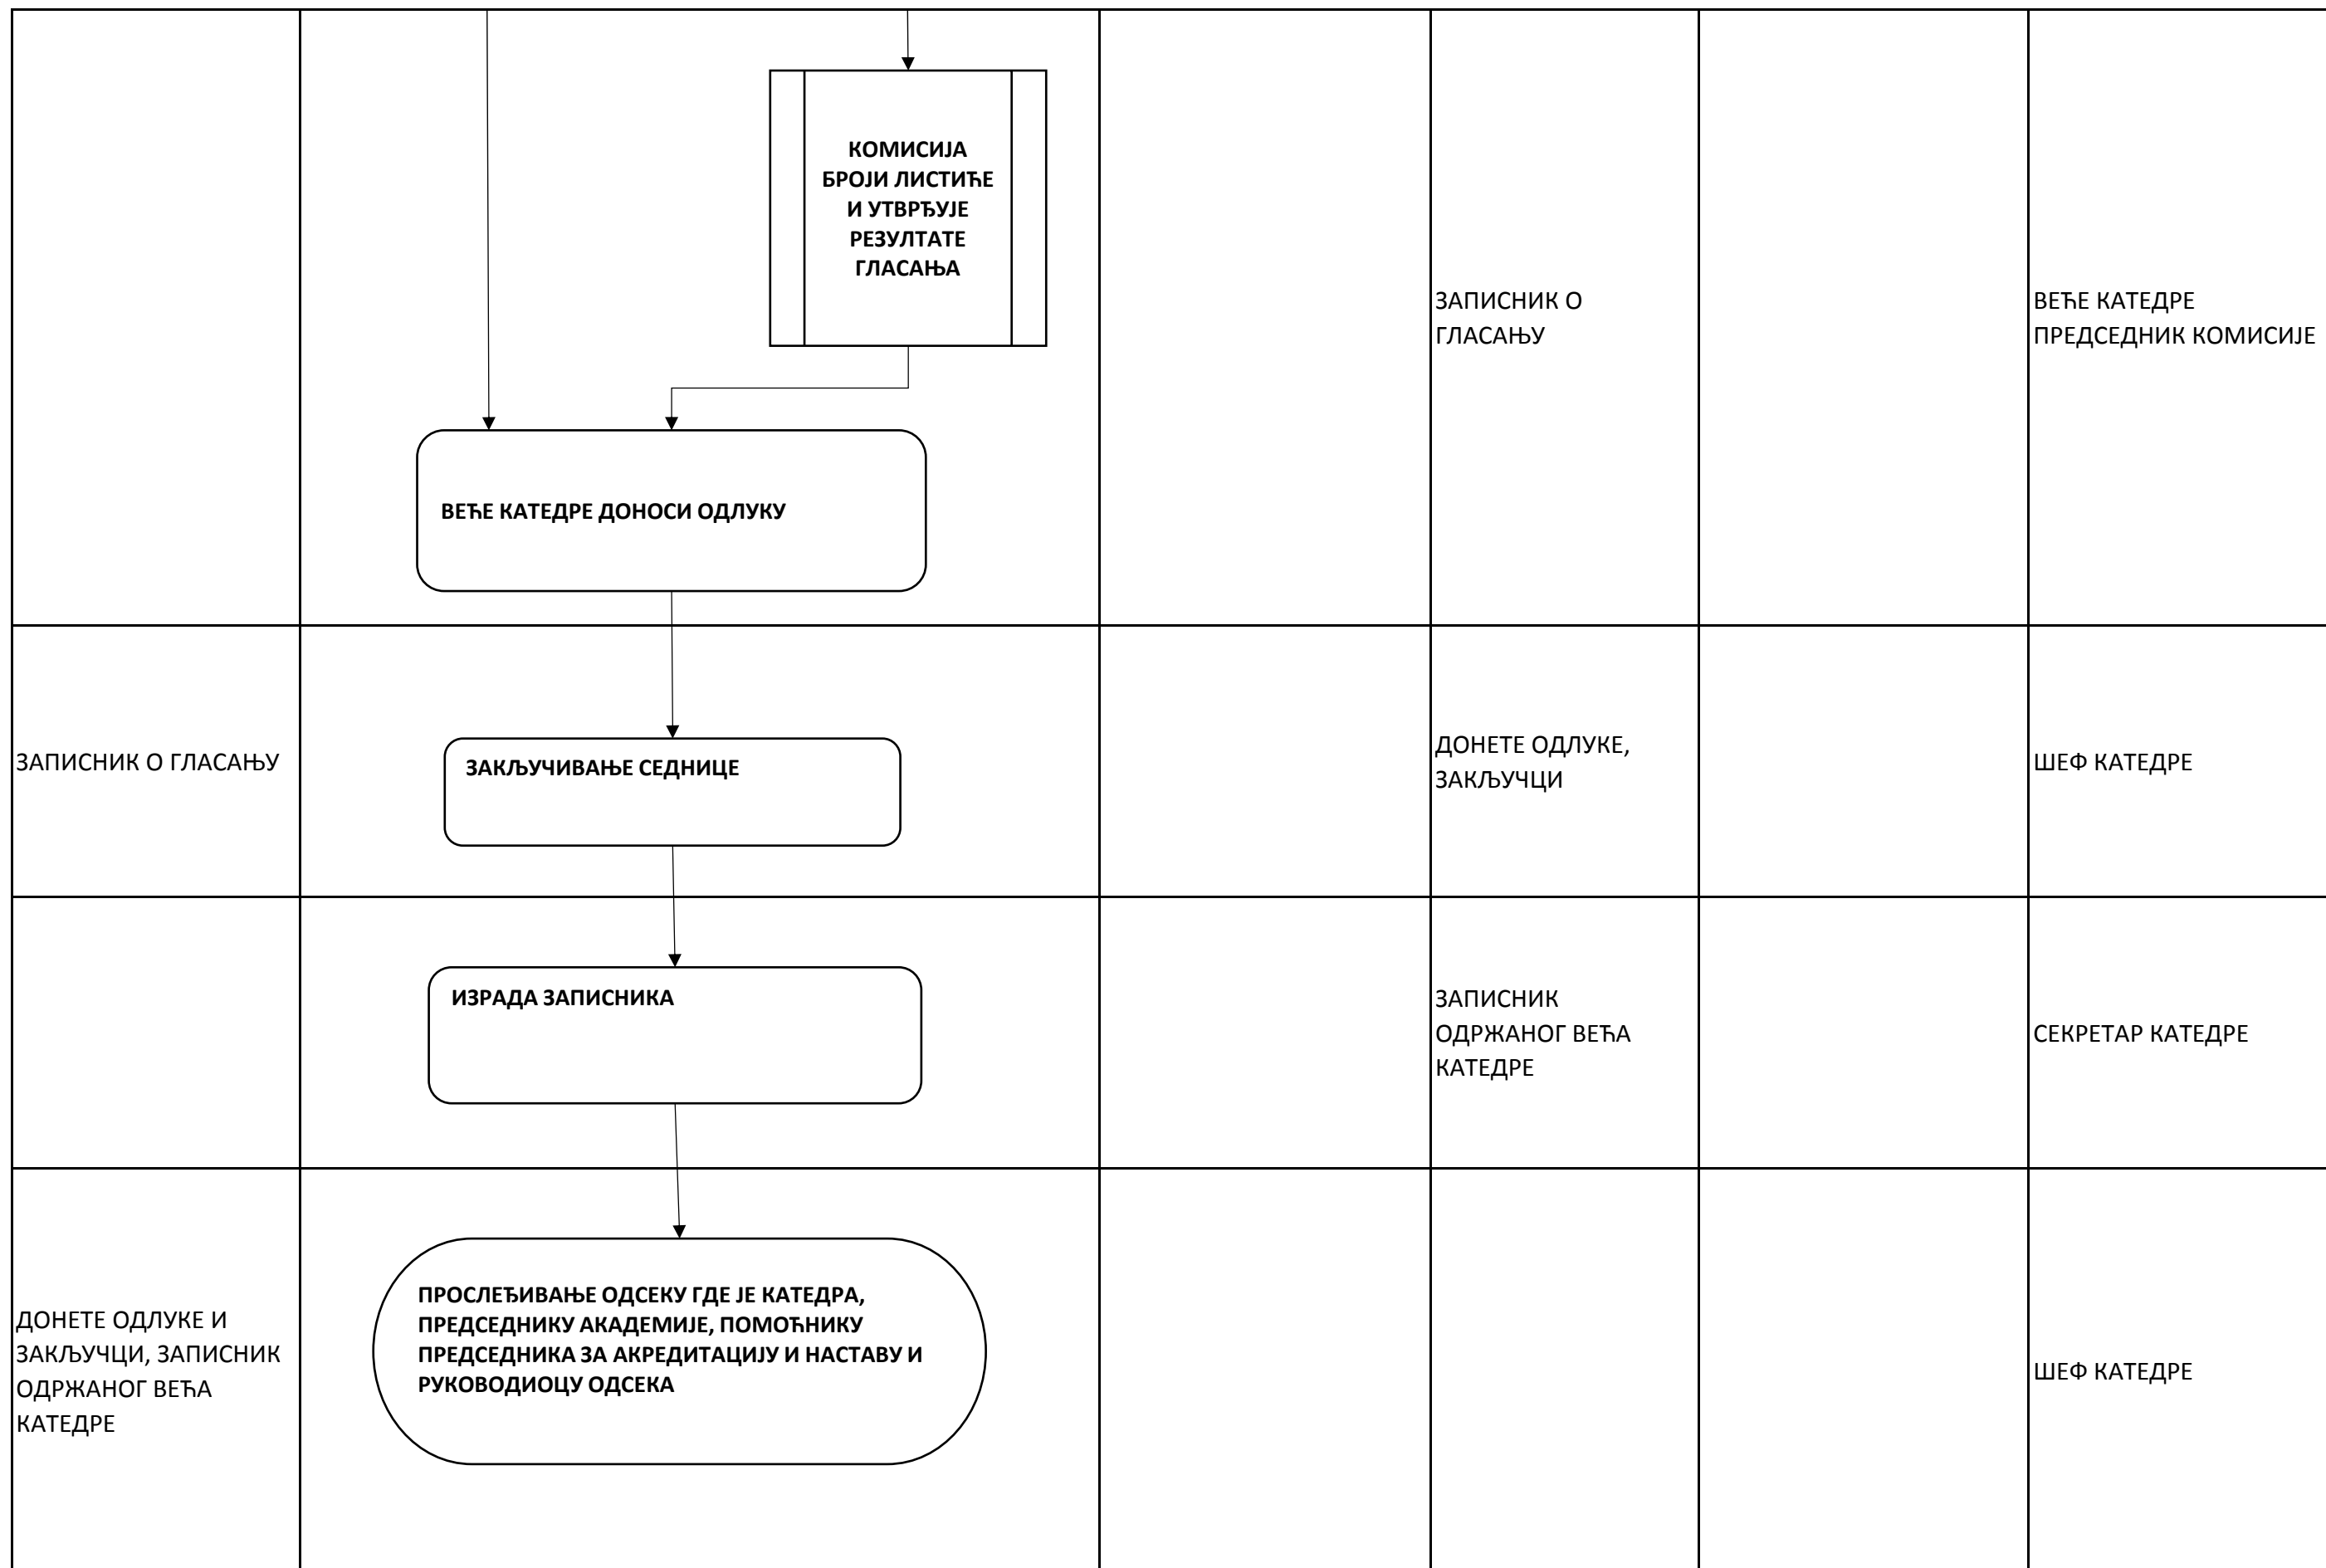 КОМИСИЈА
БРОЈИ ЛИСТИЋЕ
И УТВРЂУЈЕ
РЕЗУЛТАТЕ
ГЛАСАЊА
ВЕЋЕ КАТЕДРЕ ДОНОСИ ОДЛУКУ
ЗАПИСНИК О
ГЛАСАЊУ
ВЕЋЕ КАТЕДРЕ
ПРЕДСЕДНИК КОМИСИЈЕ
ЗАПИСНИК О ГЛАСАЊУ
ЗАКЉУЧИВАЊЕ СЕДНИЦЕ
ДОНЕТЕ ОДЛУКЕ,
ЗАКЉУЧЦИ
ШЕФ КАТЕДРЕ
ИЗРАДА ЗАПИСНИКА
ЗАПИСНИК
ОДРЖАНОГ ВЕЋА
КАТЕДРЕ
СЕКРЕТАР КАТЕДРЕ
ДОНЕТЕ ОДЛУКЕ И
ЗАКЉУЧЦИ, ЗАПИСНИК
ОДРЖАНОГ ВЕЋА
КАТЕДРЕ
ПРОСЛЕЂИВАЊЕ ОДСЕКУ ГДЕ ЈЕ КАТЕДРА,
ПРЕДСЕДНИКУ АКАДЕМИЈЕ, ПОМОЋНИКУ
ПРЕДСЕДНИКА ЗА АКРЕДИТАЦИЈУ И НАСТАВУ И
РУКОВОДИОЦУ ОДСЕКА
ШЕФ КАТЕДРЕ